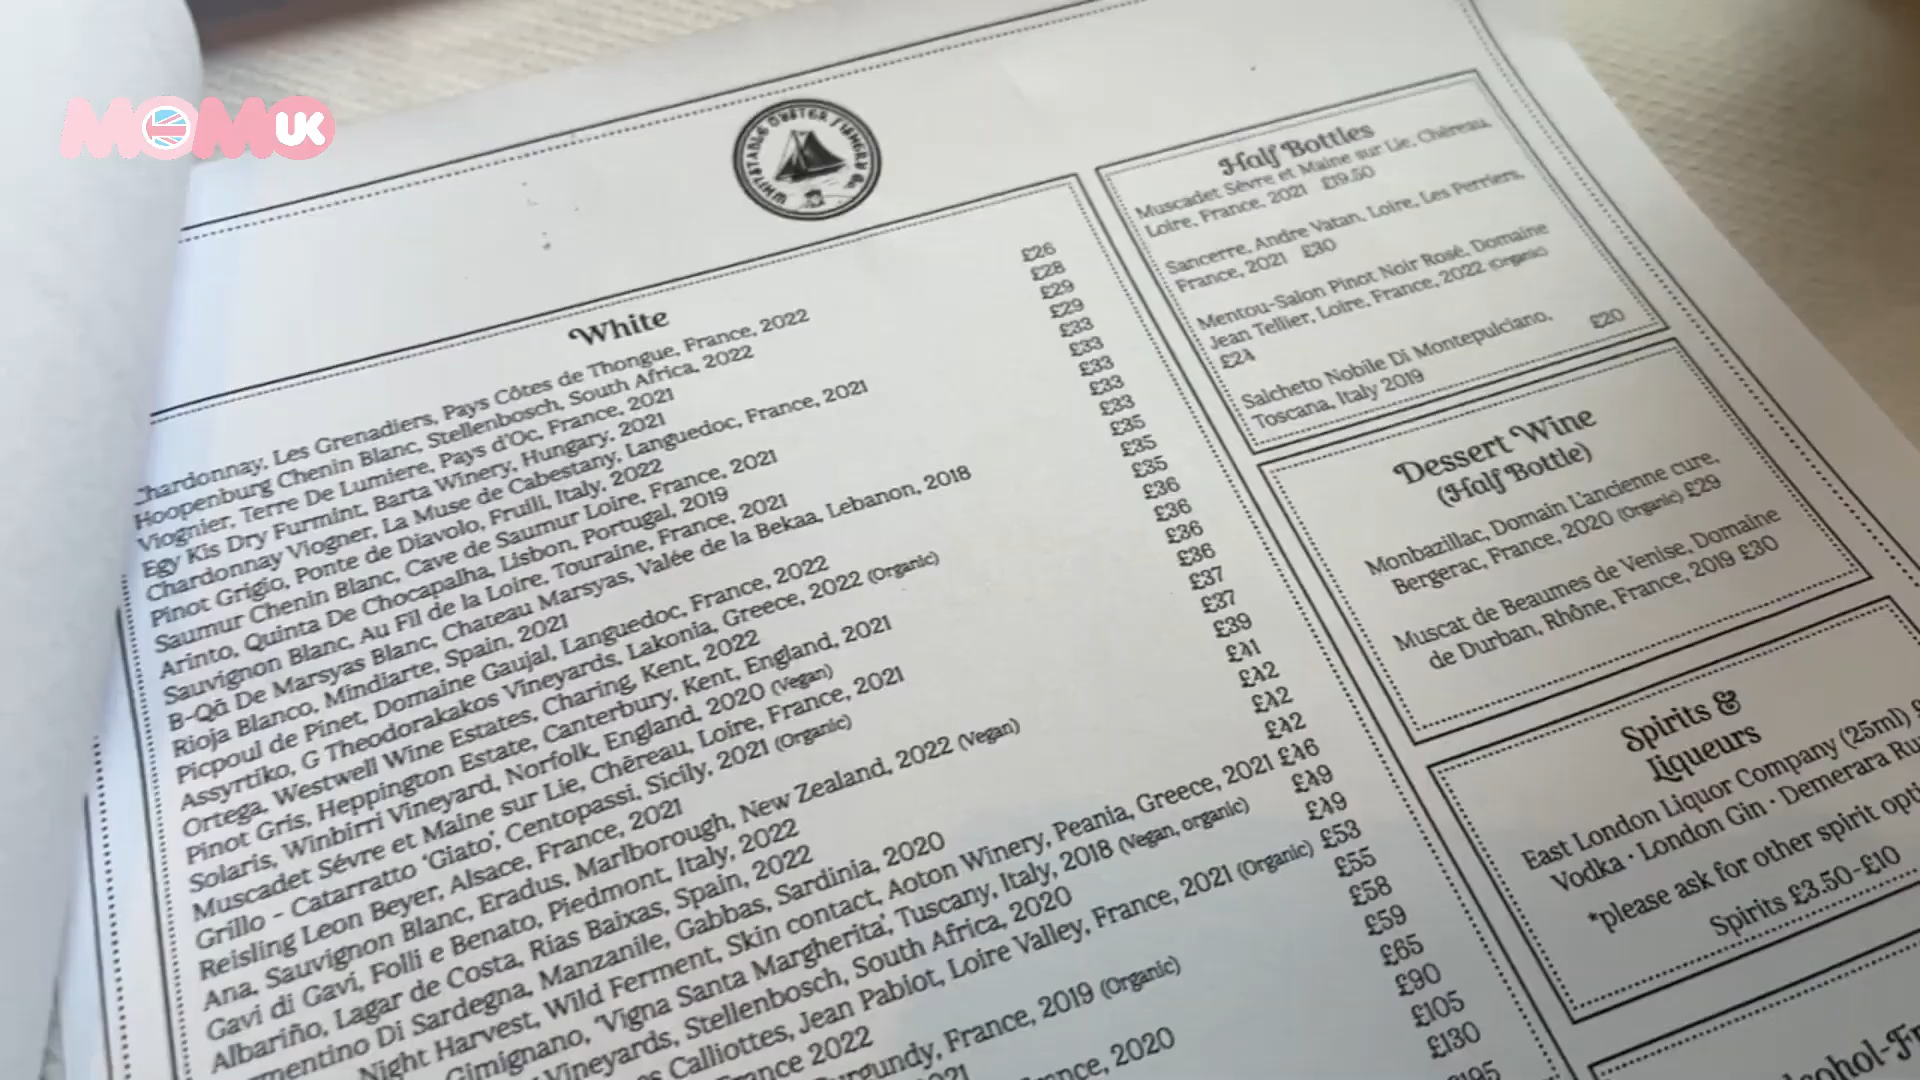 MOMO UK
WHITSTABLE OYSTER FISHERY Co.
White
Chardonnay, Les Grenadiers, Pays Côtes de Thongue, France, 2022 £26
Hoopenburg Chenin Blanc, Stellenbosch, South Africa, 2022 £28
Viognier, Terre De Lumiere, Pays d'Oc, France, 2021 £29
Egy Kis Dry Furmint, Barta Winery, Hungary, 2021 £29
Chardonnay Viogner, La Muse de Cabestany, Languedoc, France, 2021 £33
Pinot Grigio, Ponte de Diavolo, Fruili, Italy, 2022 £33
Saumur Chenin Blanc, Cave de Saumur Loire, France, 2021 £33
Arinto, Quinta De Chocapalha, Lisbon, Portugal, 2019 £33
Sauvignon Blanc, Au Fil de la Loire, Touraine, France, 2021 £33
B-Qā De Marsyas Blanc, Chateau Marsyas, Valée de la Bekaa, Lebanon, 2018 £35
Rioja Blanco, Mindiarte, Spain, 2021 £35
Picpoul de Pinet, Domaine Gaujal, Languedoc, France, 2022 £35
Assyrtiko, G Theodorakakos Vineyards, Lakonia, Greece, 2022 (Organic) £36
Ortega, Westwell Wine Estates, Charing, Kent, 2022 £36
Pinot Gris, Heppington Estate, Canterbury, Kent, England, 2021 £36
Solaris, Winbirri Vineyard, Norfolk, England, 2020 (Vegan) £36
Muscadet Sévre et Maine sur Lie, Chēreau, Loire, France, 2021 £37
Grillo - Catarratto 'Giato', Centopassi, Sicily, 2021 (Organic) £37
Reisling Leon Beyer, Alsace, France, 2021 £39
Ana, Sauvignon Blanc, Eradus, Marlborough, New Zealand, 2022 (Vegan) £41
Gavi di Gavi, Folli e Benato, Piedmont, Italy, 2022 £42
Albariño, Lagar de Costa, Rias Baixas, Spain, 2022 £42
mentino Di Sardegna, Manzanile, Gabbas, Sardinia, 2020 £42
Night Harvest, Wild Ferment, Skin contact, Aoton Winery, Peania, Greece, 2021 £46
Gimignano, 'Vigna Santa Margherita', Tuscany, Italy, 2018 (Vegan, organic) £49
Vineyards, Stellenbosch, South Africa, 2020 £49
Calliottes, Jean Pabiot, Loire Valley, France, 2021 (Organic) £53
France 2022 £55
Burgundy, France, 2019 (Organic) £58
2021 £59
France, 2020 £65
£90
£105
£130
£195
Half Bottles
Muscadet Sèvre et Maine sur Lie, Chéreau,
Loire, France, 2021 £19.50
Sancerre, Andre Vatan, Loire, Les Perriers,
France, 2021 £30
Mentou-Salon Pinot Noir Rosé, Domaine
Jean Tellier, Loire, France, 2022 (Organic)
£24
Salcheto Nobile Di Montepulciano,
Toscana, Italy 2019 £20
Dessert Wine
(Half Bottle)
Monbazillac, Domain L'ancienne cure,
Bergerac, France, 2020 (Organic) £29
Muscat de Beaumes de Venise, Domaine
de Durban, Rhône, France, 2019 £30
Spirits &
Liqueurs
East London Liquor Company (25ml) £
Vodka · London Gin · Demerara Ru
*please ask for other spirit opti
Spirits £3.50-£10
cohol-Fr